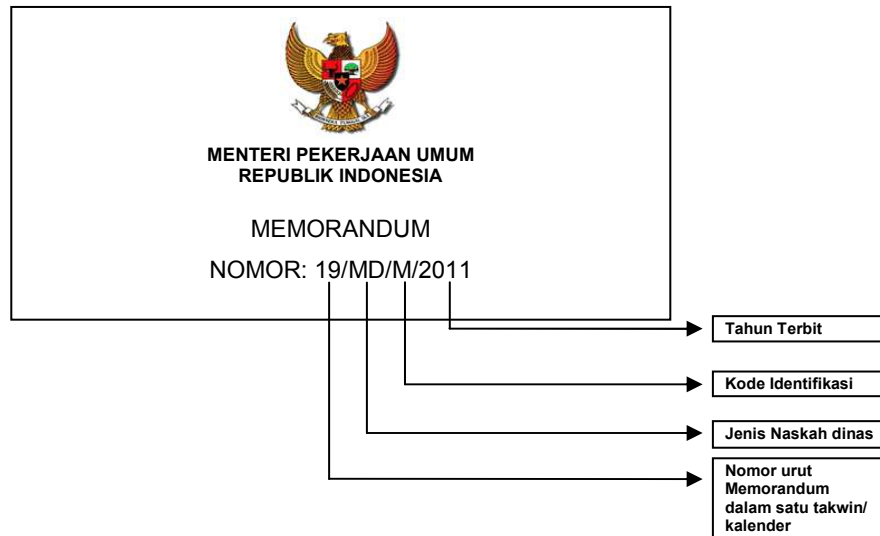 MENTERI PEKERJAAN UMUM
REPUBLIK INDONESIA
MEMORANDUM
NOMOR: 19/MD/M/2011
Tahun Terbit
Kode Identifikasi
Jenis Naskah dinas
Nomor urut
Memorandum
dalam satu takwin/
kalender